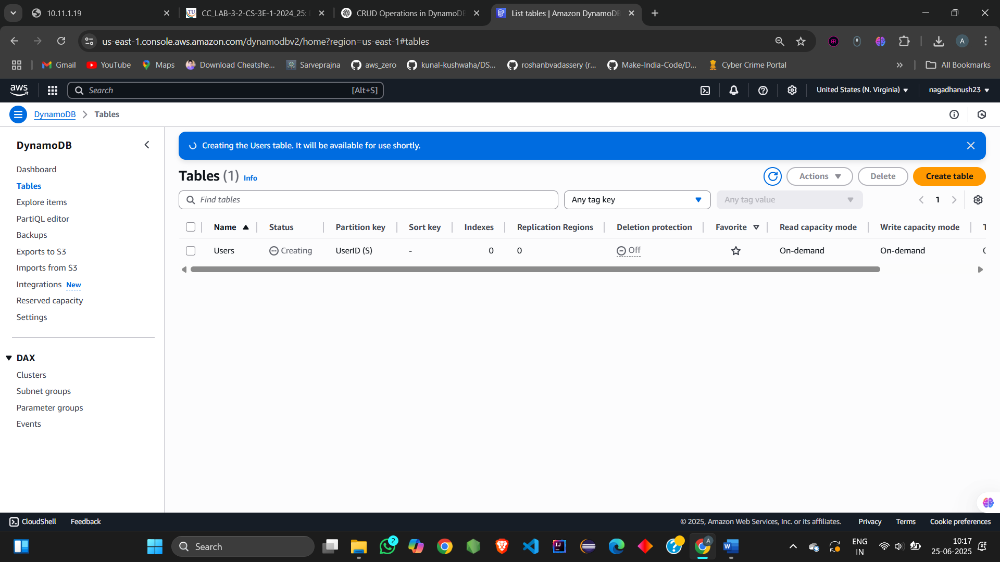 10.11.1.19
CC_LAB-3-2-CS-3E-1-2024_25:
CRUD Operations in DynamoDB
List tables | Amazon DynamoDB
us-east-1.console.aws.amazon.com/dynamodbv2/home?region=us-east-1#tables
A
Gmail
YouTube
Maps
Download Cheatshe...
Sarveprajna
aws_zero
kunal-kushwaha/DS...
roshanbvadassery (r...
Make-India-Code/D...
Cyber Crime Portal
All Bookmarks
aws
Search
[Alt+S]
United States (N. Virginia)
nagadhanush23
DynamoDB
Tables
DynamoDB
Dashboard
Tables
Explore items
PartiQL editor
Backups
Exports to S3
Imports from S3
Integrations New
Reserved capacity
Settings
DAX
Clusters
Subnet groups
Parameter groups
Events
Creating the Users table. It will be available for use shortly.
Tables (1) Info
Actions
Delete
Create table
Find tables
Any tag key
Any tag value
1
Name Status Partition key Sort key Indexes Replication Regions Deletion protection Favorite Read capacity mode Write capacity mode
Users Creating UserID (S) - 0 0 Off On-demand On-demand
CloudShell
Feedback
© 2025, Amazon Web Services, Inc. or its affiliates.
Privacy
Terms
Cookie preferences
Search
2
ENG
IN
10:17
25-06-2025